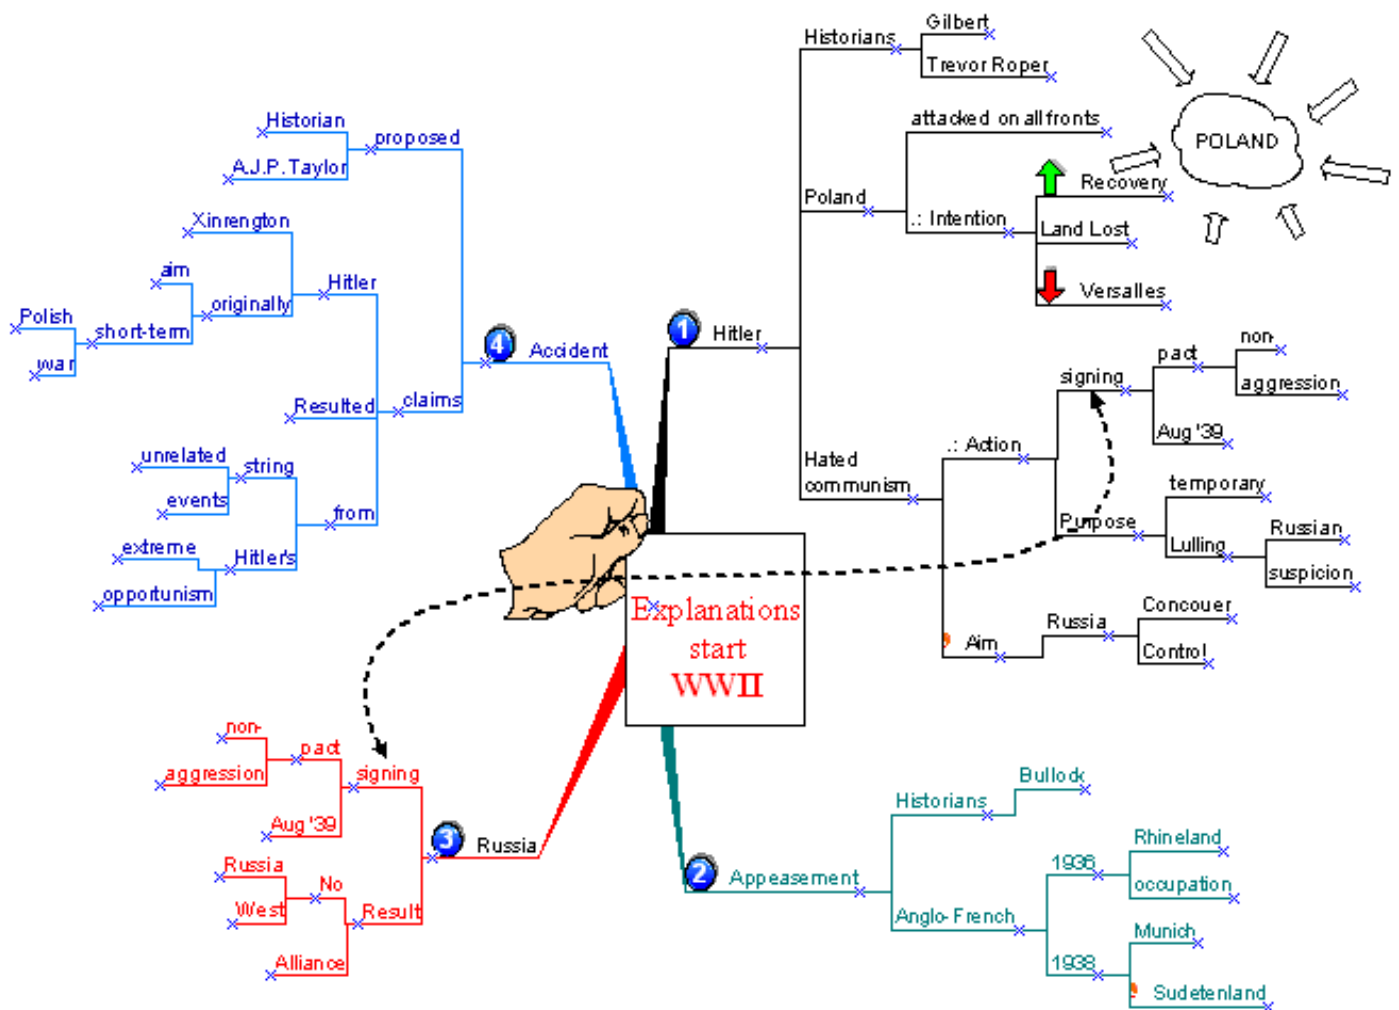 Explanations
start
WWII
1
Hitler
Historians
Gilbert
Trevor Roper
Poland
attacked on all fronts
.: Intention
Recovery
Land Lost
Versalles
POLAND
Hated
communism
.: Action
signing
pact
non-
aggression
Aug '39
Purpose
temporary
Lulling
Russian
suspicion
Aim
Russia
Concouer
Control
2
Appeasement
Historians
Bullock
Anglo-French
1936
Rhineland
occupation
1938
Munich
Sudetenland
3
Russia
signing
pact
non-
aggression
Aug '39
Result
No
Russia
West
Alliance
4
Accident
proposed
Historian
A.J.P. Taylor
claims
Hitler
Xinrengton
originally
aim
short-term
Polish
war
Resulted
from
string
unrelated
events
Hitler's
extreme
opportunism